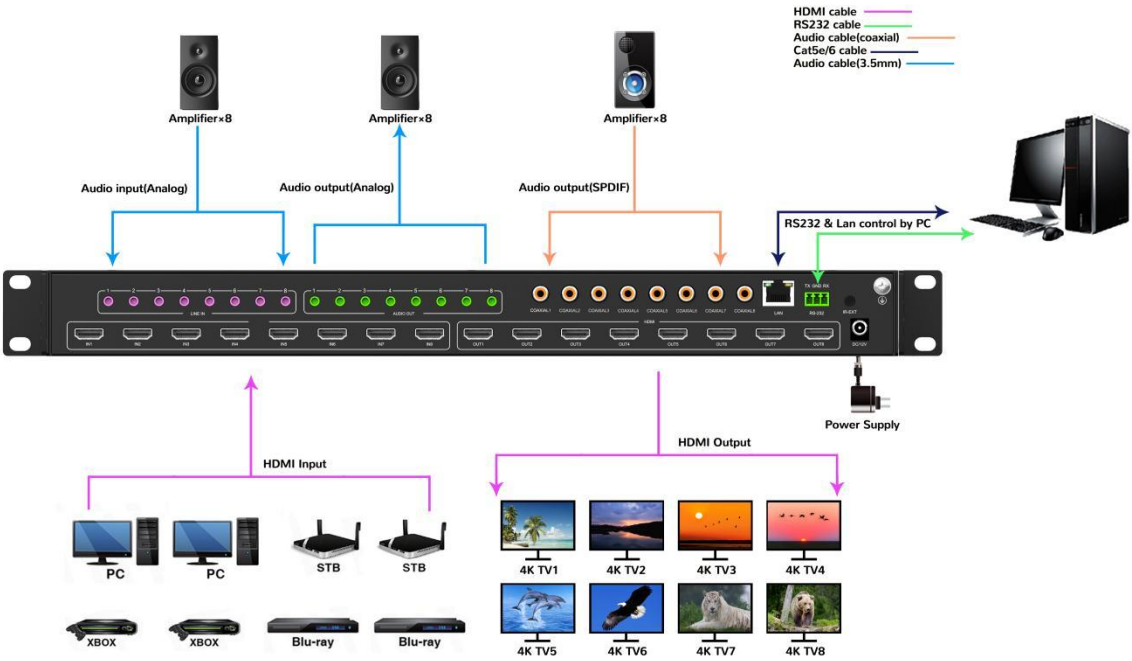 HDMI cable
RS232 cable
Audio cable(coaxial)
Cat5e/6 cable
Audio cable(3.5mm)
Amplifier×8
Amplifier×8
Amplifier×8
Audio input(Analog)
Audio output(Analog)
Audio output(SPDIF)
RS232 & Lan control by PC
1 2 3 4 5 6 7 8
LINE IN
1 2 3 4 5 6 7 8
AUDIO OUT
COAXIAL1 COAXIAL2 COAXIAL3 COAXIAL4 COAXIAL5 COAXIAL6 COAXIAL7 COAXIAL8
LAN
TX GND RX
RS-232
IR-EXT
HDMI
IN1 IN2 IN3 IN4 IN5 IN6 IN7 IN8
OUT1 OUT2 OUT3 OUT4 OUT5 OUT6 OUT7 OUT8
DC12V
Power Supply
HDMI Input
HDMI Output
PC PC STB STB
XBOX XBOX Blu-ray Blu-ray
4K TV1 4K TV2 4K TV3 4K TV4
4K TV5 4K TV6 4K TV7 4K TV8